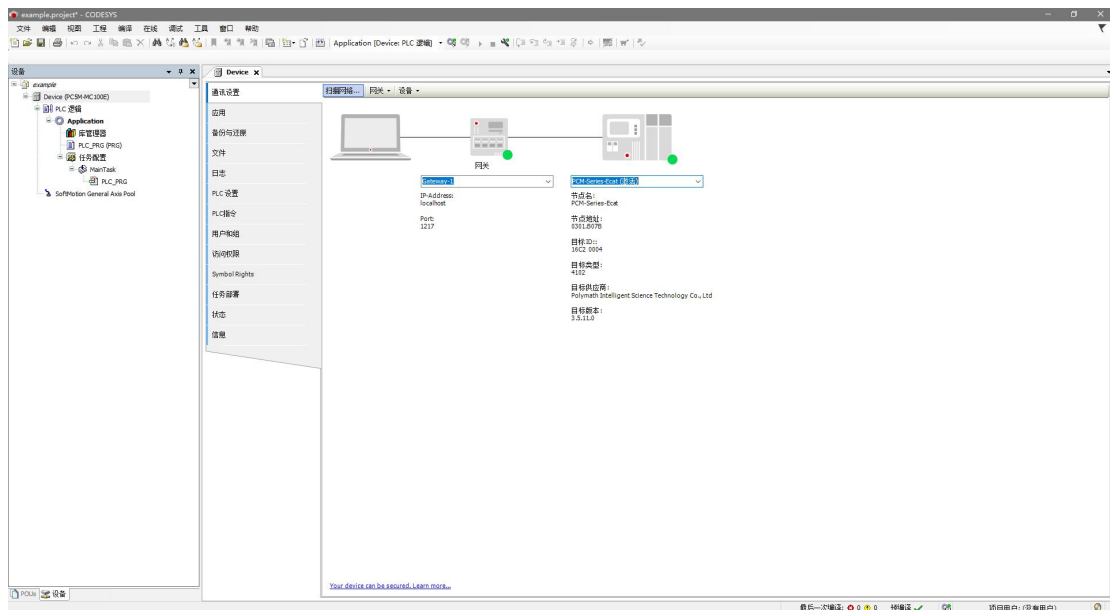 example.project* - CODESYS
文件 编辑 视图 工程 编译 在线 调试 工具 窗口 帮助
Application [Device: PLC 逻辑]
设备
Device
example
Device (PCSM-MC100E)
PLC 逻辑
Application
库管理器
PLC_PRG (PRG)
任务配置
MainTask
PLC_PRG
SoftMotion General Axis Pool
通讯设置
应用
备份与还原
文件
日志
PLC 设置
PLC指令
用户和组
访问权限
Symbol Rights
任务部署
状态
信息
扫描网络... 网关 设备
网关
Gateway-1
IP-Address:
localhost
Port:
1217
PCM-Series-Ecat (激活)
节点名:
PCM-Series-Ecat
节点地址:
0301.B07B
目标ID::
16C2 0004
目标类型:
4102
目标供应商:
Polymath Intelligent Science Technology Co., Ltd
目标版本:
3.5.11.0
Your device can be secured. Learn more...
POUs 设备
最后一次编译: 0 0 预编译 项目用户: (没有用户)